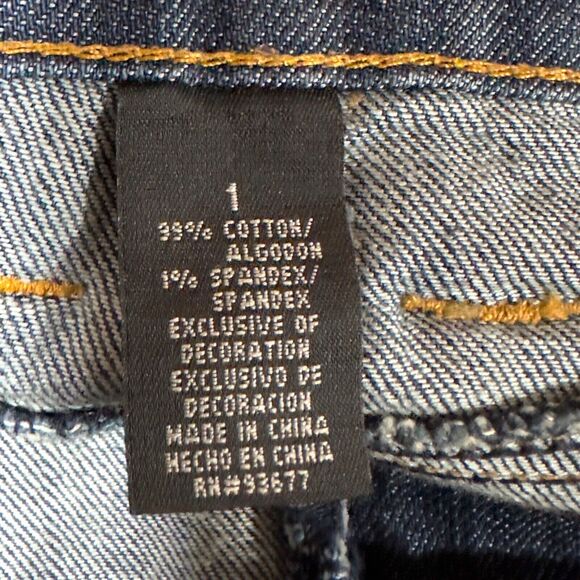 1
99% COTTON/
ALGODON
1% SPANDEX/
SPANDEX
EXCLUSIVE OF
DECORATION
EXCLUSIVO DE
DECORACION
MADE IN CHINA
HECHO EN CHINA
RN#93677